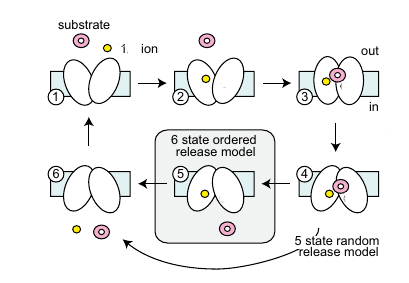 substrate
1. ion
out
1
2
3
in
6 state ordered
release model
6
5
4
5 state random
release model